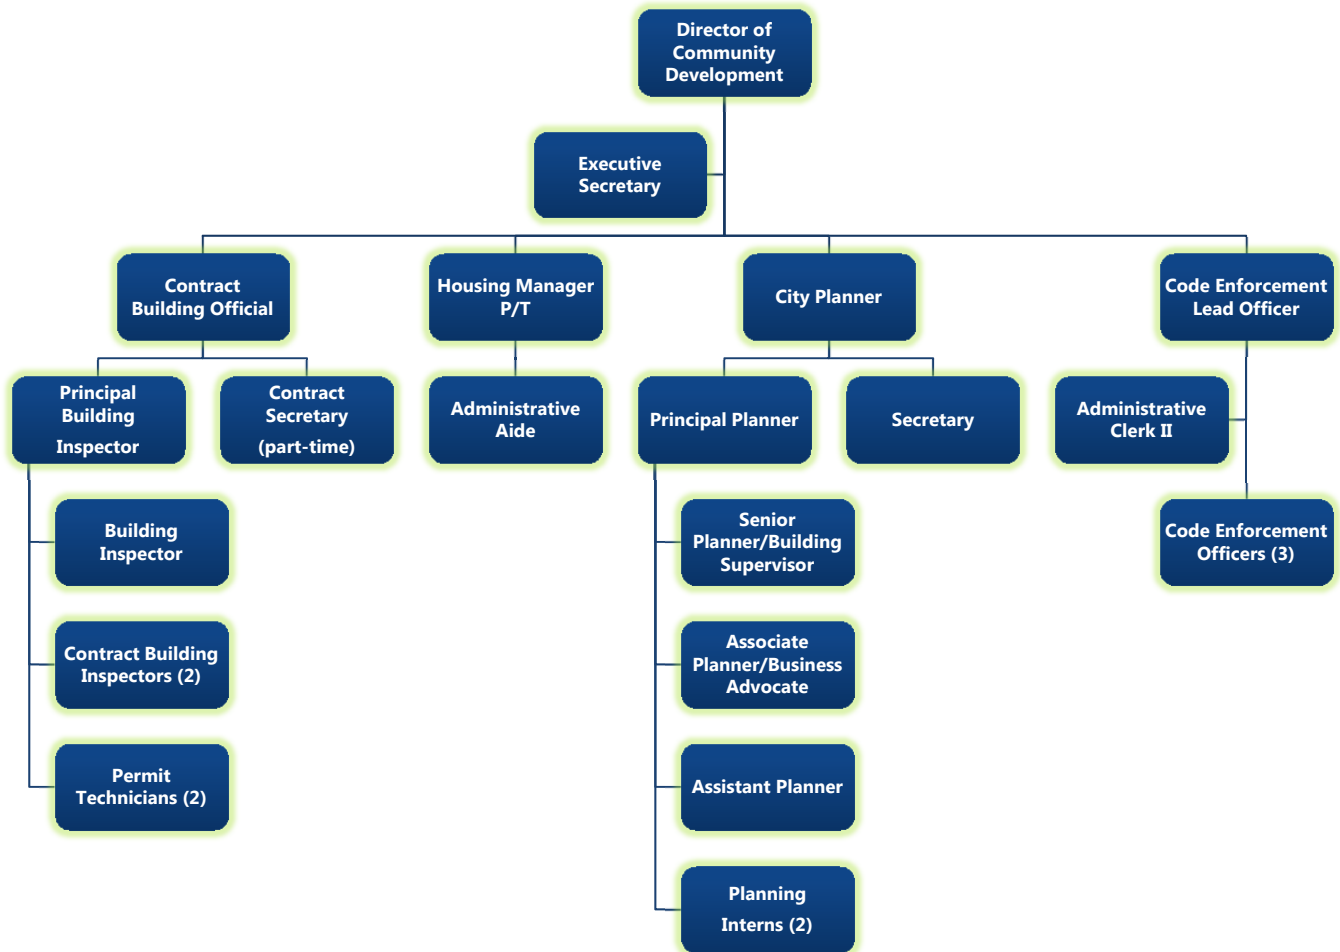 Director of
Community
Development
Executive
Secretary
Contract
Building Official
Housing Manager
P/T
City Planner
Code Enforcement
Lead Officer
Principal
Building
Inspector
Contract
Secretary
(part-time)
Administrative
Aide
Principal Planner
Secretary
Administrative
Clerk II
Building
Inspector
Senior
Planner/Building
Supervisor
Code Enforcement
Officers (3)
Contract Building
Inspectors (2)
Associate
Planner/Business
Advocate
Permit
Technicians (2)
Assistant Planner
Planning
Interns (2)